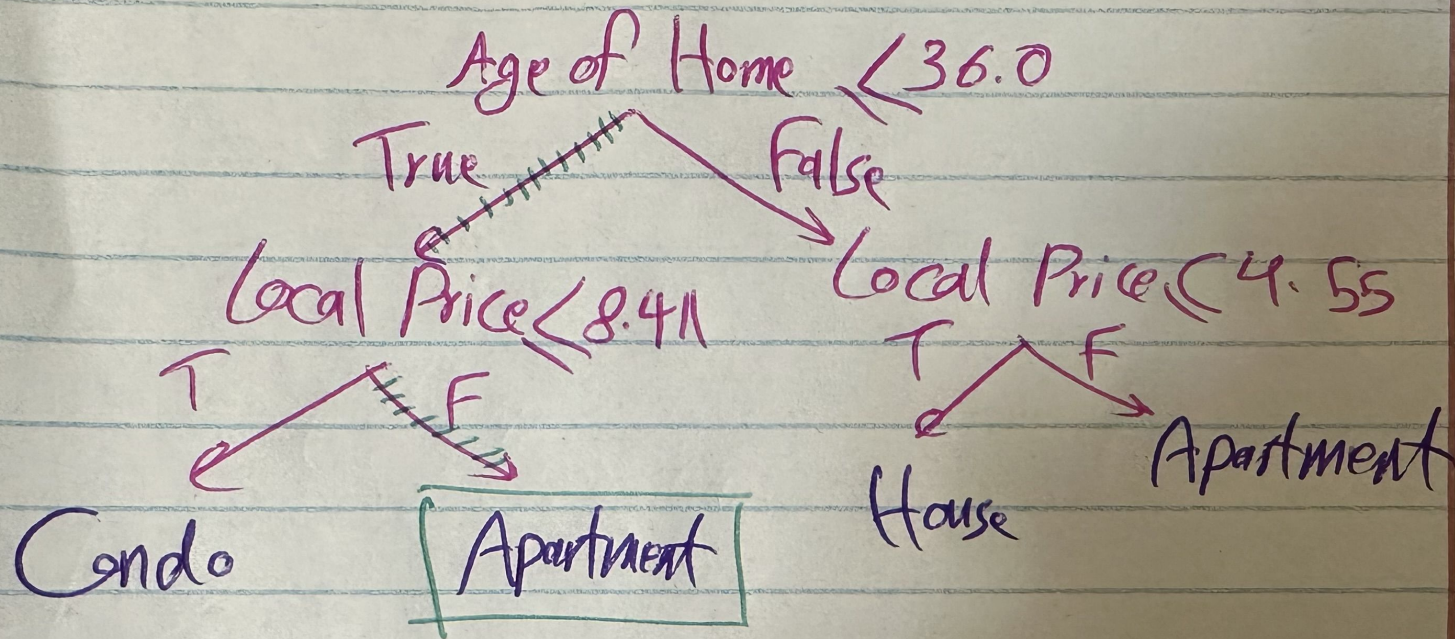 Age of Home ≤ 36.0
True False
Local Price ≤ 8.411 Local Price ≤ 4.55
T F T F
Condo Apartment House Apartment